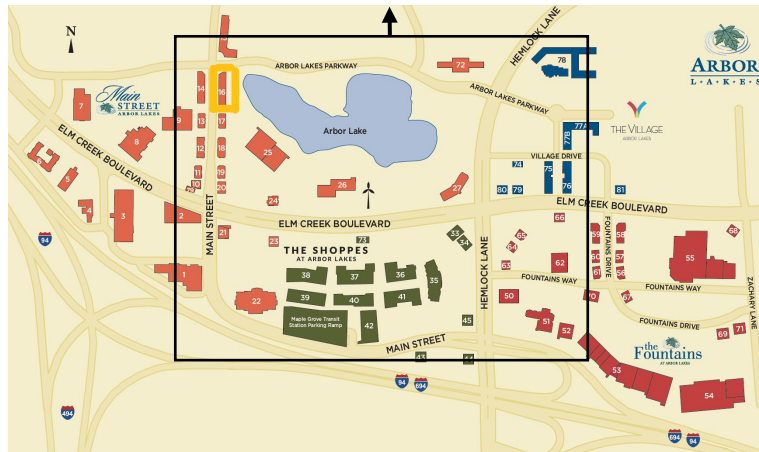 N
ARBOR LAKES PARKWAY
HEMLOCK LANE
72
78
ARBOR
L·A·K·E·S
Main
STREET
ARBOR LAKES
14
16
7
9
13
17
8
12
18
25
Arbor Lake
ARBOR LAKES PARKWAY
77A
77B
THE VILLAGE
ARBOR LAKES
VILLAGE DRIVE
6
5
ELM CREEK BOULEVARD
11
19
10
20
26
27
74
75
76
80
79
81
4
3
2
24
ELM CREEK BOULEVARD
ELM CREEK BOULEVARD
66
94
MAIN STREET
21
23
73
33
34
65
64
63
62
59
58
60
57
61
56
FOUNTAINS DRIVE
68
55
THE SHOPPES
AT ARBOR LAKES
1
38
37
36
35
39
40
41
22
HEMLOCK LANE
FOUNTAINS WAY
FOUNTAINS WAY
ZACHARY LANE
50
70
67
Maple Grove Transit
Station Parking Ramp
42
45
51
52
FOUNTAINS DRIVE
69
71
MAIN STREET
43
44
the
Fountains
AT ARBOR LAKES
53
54
94
694
494
694
94